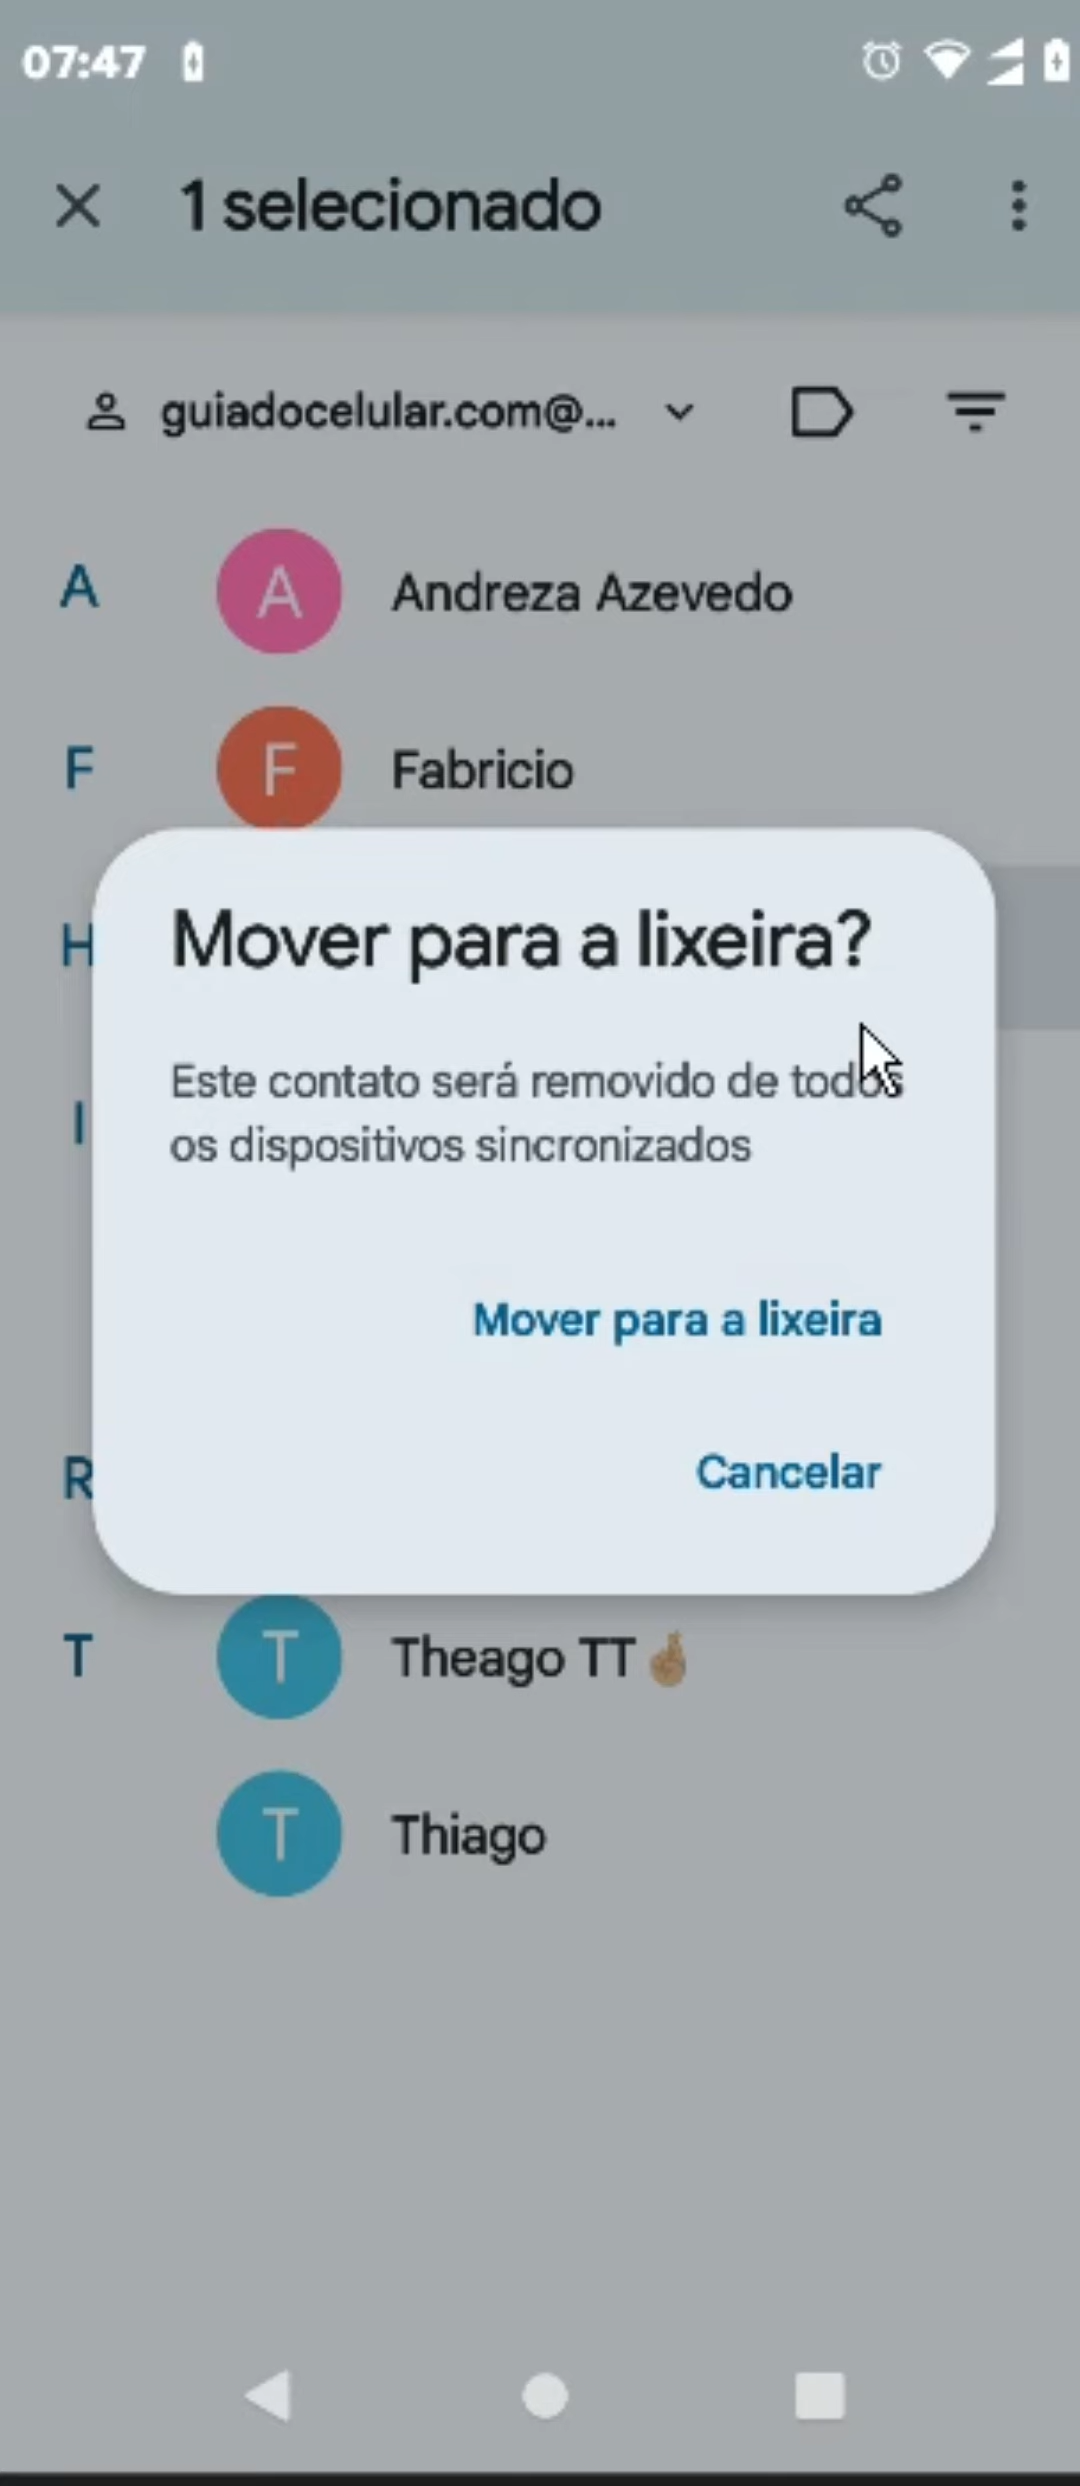 07:47
1 selecionado
guiadocelular.com@...
A
A
Andreza Azevedo
F
F
Fabricio
H
Mover para a lixeira?
Este contato será removido de todos
I
os dispositivos sincronizados
Mover para a lixeira
R
Cancelar
T
T
Theago TT🤞🏼
T
Thiago